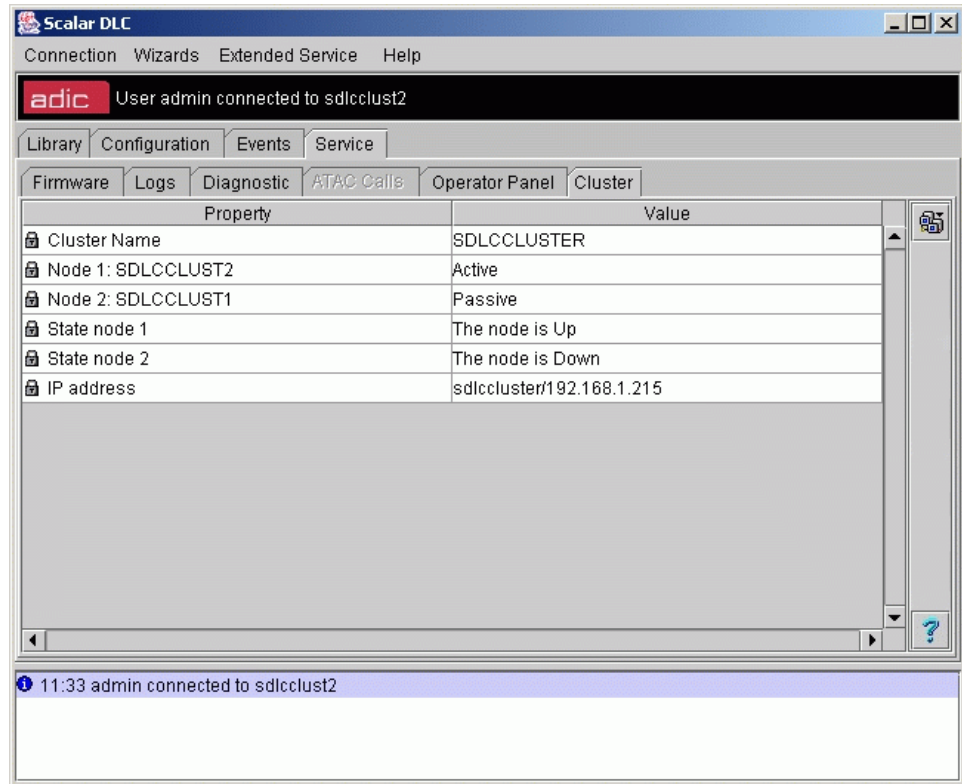 Scalar DLC
Connection Wizards Extended Service Help
adic User admin connected to sdlcclust2
Library Configuration Events Service
Firmware Logs Diagnostic ATAC Calls Operator Panel Cluster
Property Value
Cluster Name SDLCCLUSTER
Node 1: SDLCCLUST2 Active
Node 2: SDLCCLUST1 Passive
State node 1 The node is Up
State node 2 The node is Down
IP address sdlccluster/192.168.1.215
?
11:33 admin connected to sdlcclust2